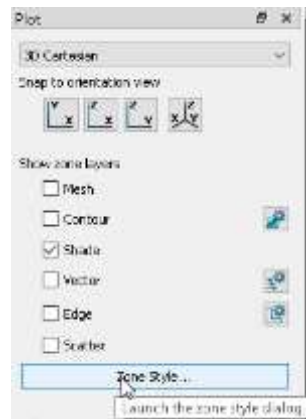 Plot
3D Cartesian
Snap to orientation view
Y X
Z X
Z Y
Z X Y
Show zone layers
Mesh
Contour
Shade
Vector
Edge
Scatter
Zone Style...
Launch the zone style dialog